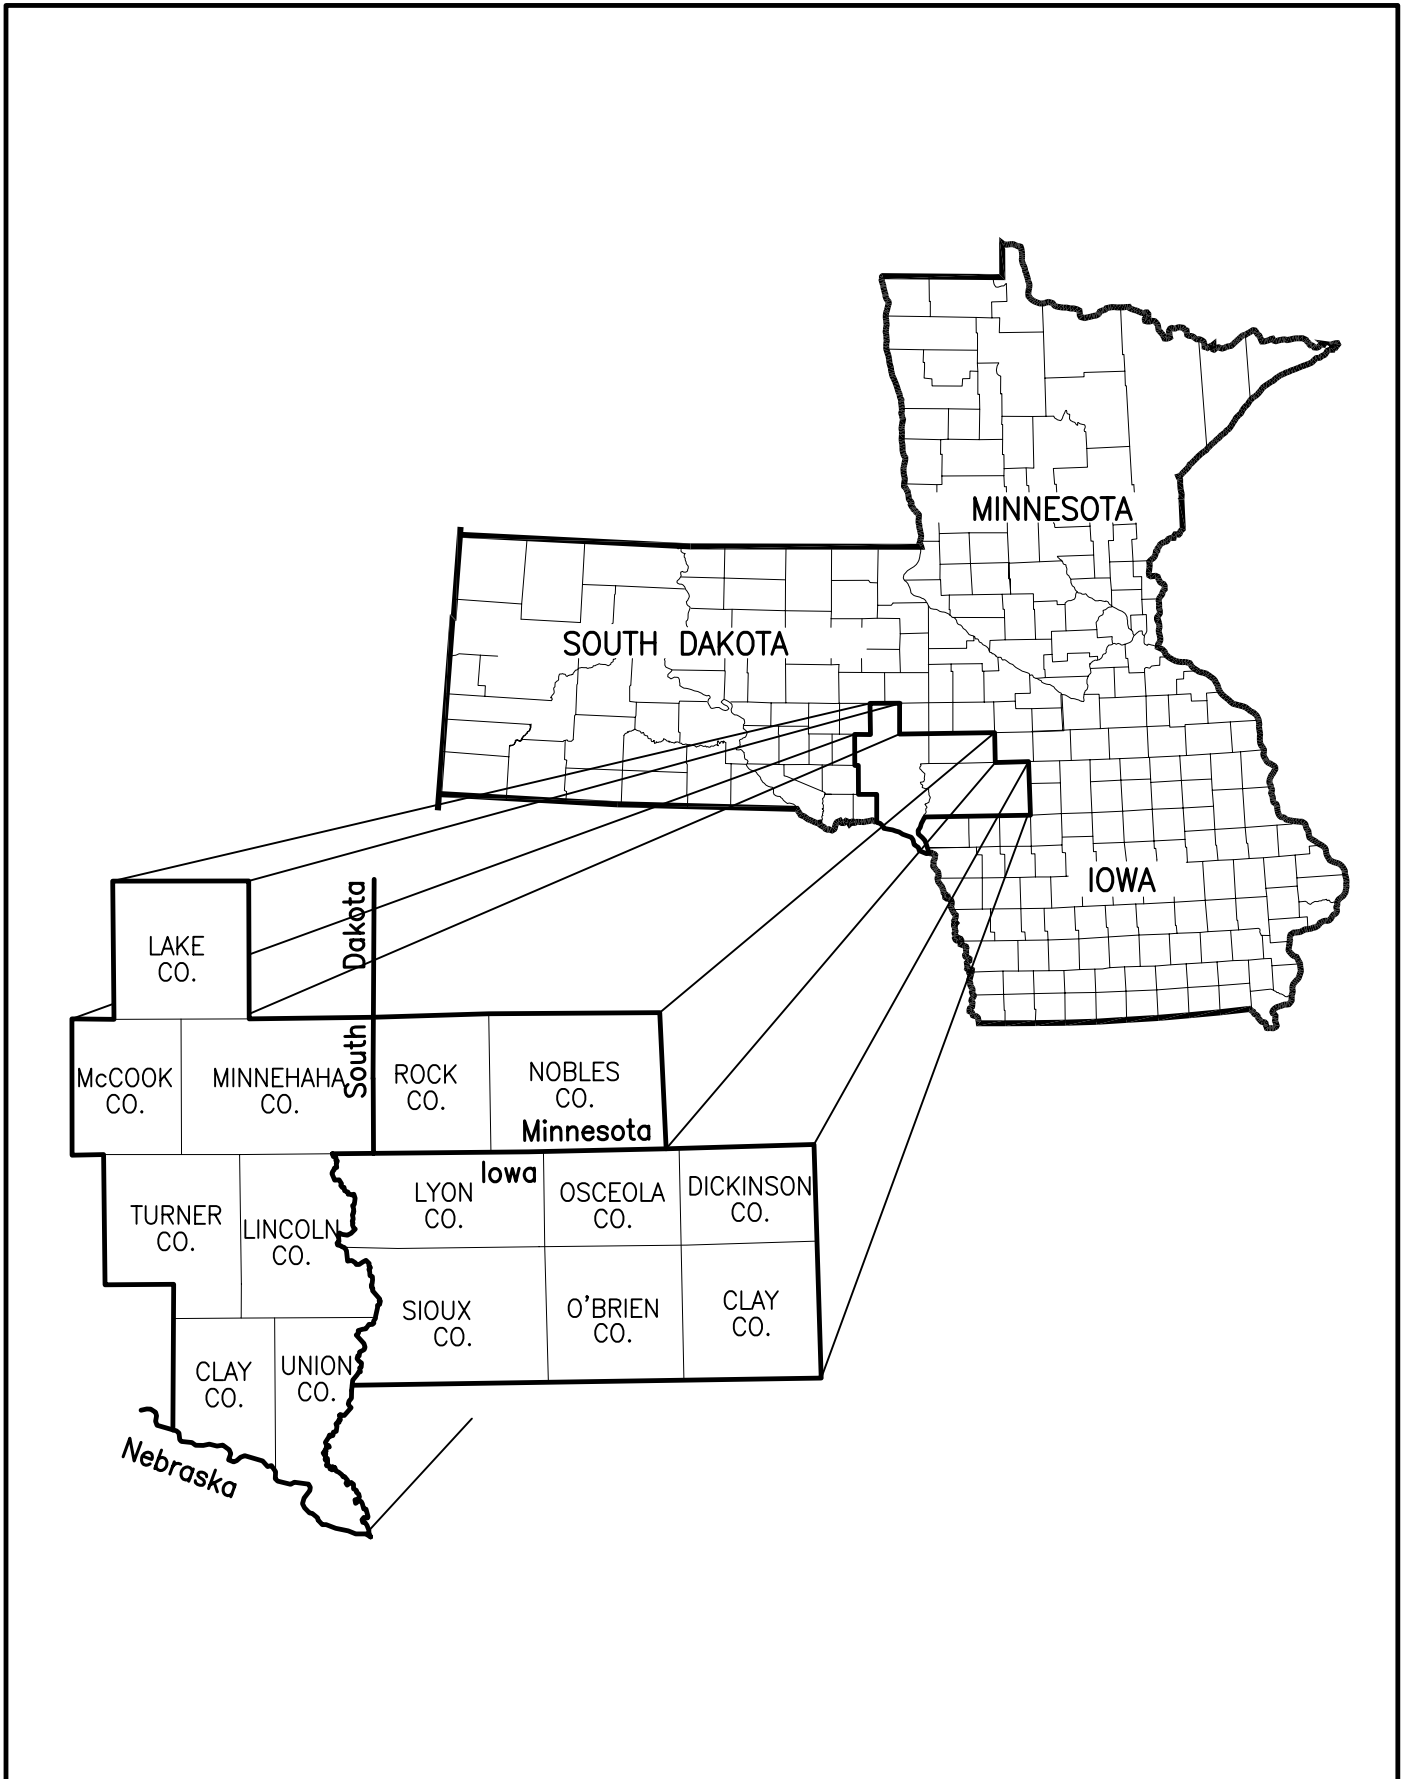 MINNESOTA
SOUTH DAKOTA
IOWA
LAKE
CO.
South Dakota
McCOOK
CO.
MINNEHAHA
CO.
ROCK
CO.
NOBLES
CO.
Minnesota
Iowa
LYON
CO.
OSCEOLA
CO.
DICKINSON
CO.
TURNER
CO.
LINCOLN
CO.
SIOUX
CO.
O'BRIEN
CO.
CLAY
CO.
CLAY
CO.
UNION
CO.
Nebraska